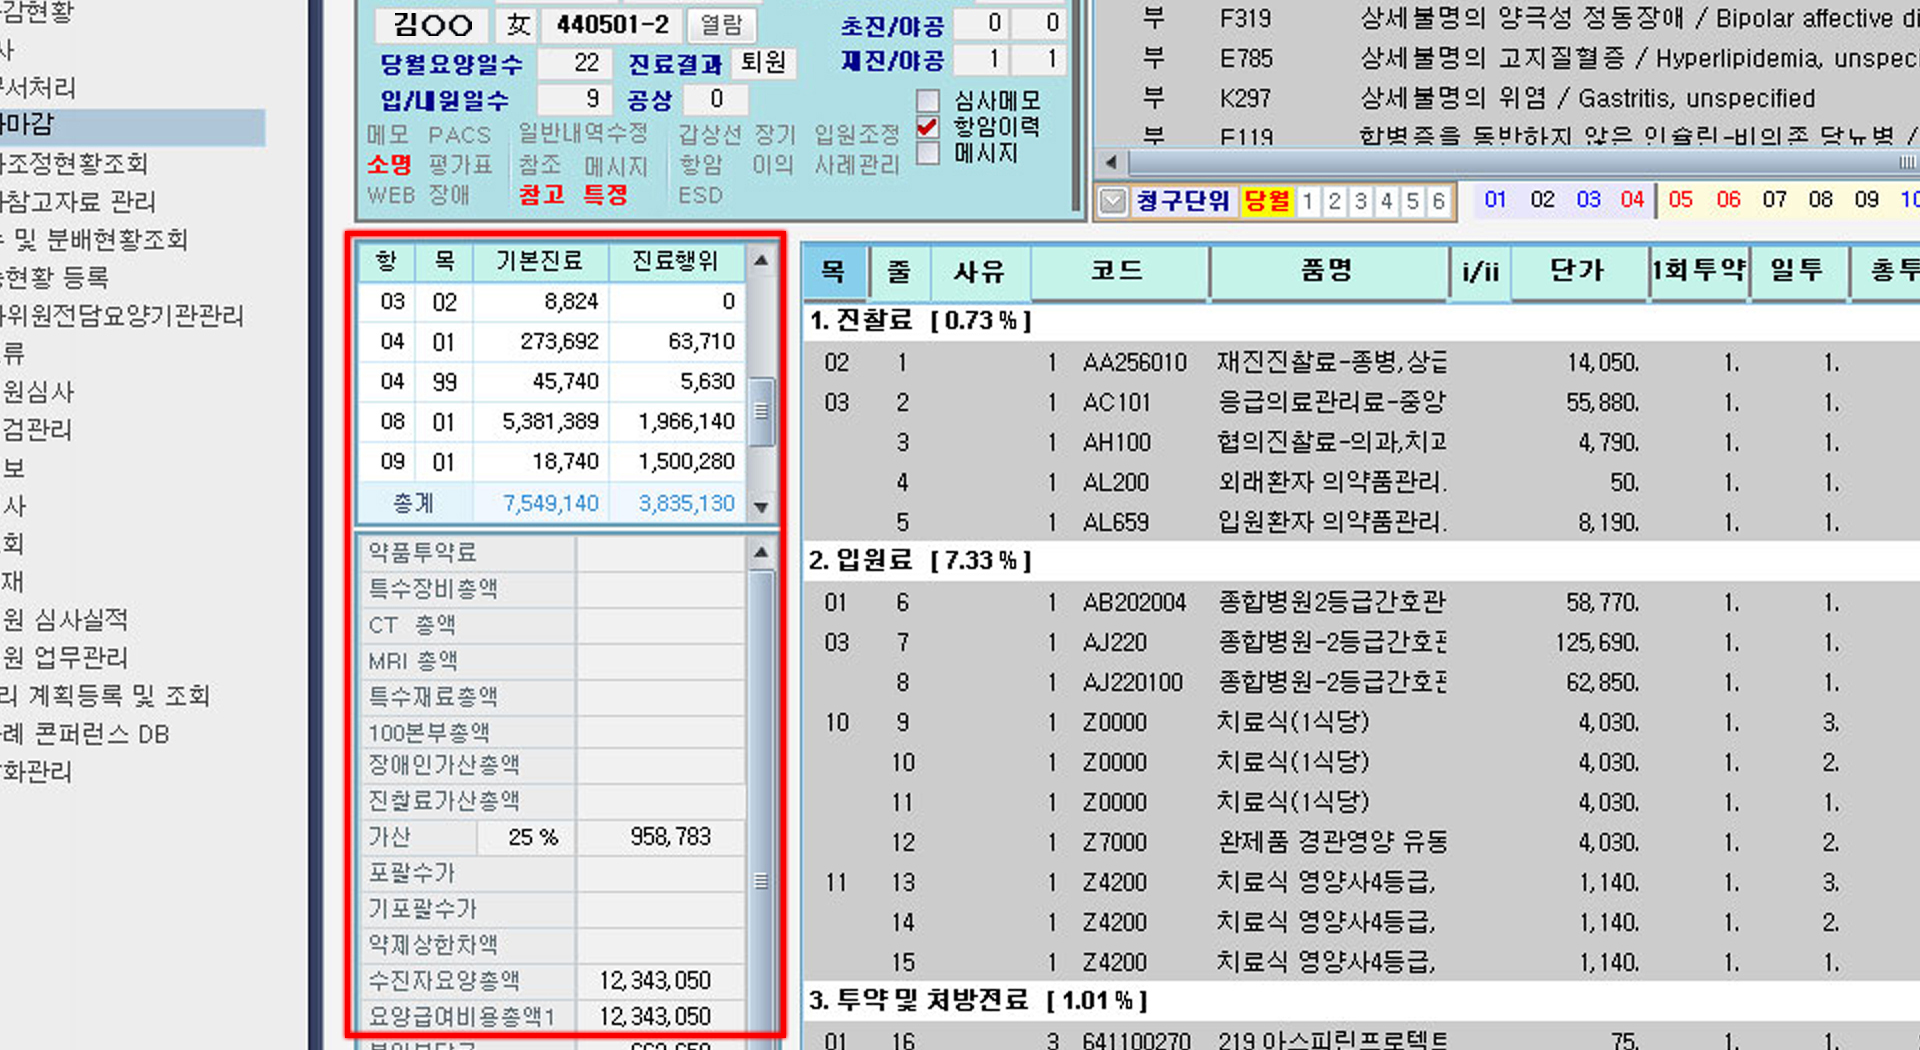 감현황
사
서처리
마감
조정현황조회
참고자료 관리
및 분배현황조회
현황 등록
위원전담요양기관관리
류
원심사
검관리
보
사
회
재
원 심사실적
원 업무관리
리 계획등록 및 조회
례 콘퍼런스 DB
화관리
김○○ 女 440501-2 열람 초진/야공 0 0
당월요양일수 22 진료결과 퇴원 재진/야공 1 1
입/내원일수 9 공상 0 심사메모
항암이력
메시지
메모 PACS 일반내역수정 갑상선 장기 입원조정
소명 평가표 참조 메시지 항암 이의 사례관리
WEB 장애 참고 특정 ESD
부 F319 상세불명의 양극성 정동장애 / Bipolar affective di
부 E785 상세불명의 고지질혈증 / Hyperlipidemia, unspeci
부 K297 상세불명의 위염 / Gastritis, unspecified
부 E119 합병증을 동반하지 않은 인슐린-비의존 당뇨병 /
청구단위 당월 1 2 3 4 5 6 01 02 03 04 05 06 07 08 09 10
항 목 기본진료 진료행위
03 02 8,824 0
04 01 273,692 63,710
04 99 45,740 5,630
08 01 5,381,389 1,966,140
09 01 18,740 1,500,280
총계 7,549,140 3,835,130
약품투약료
특수장비총액
CT 총액
MRI 총액
특수재료총액
100본부총액
장애인가산총액
진찰료가산총액
가산 25 % 958,783
포괄수가
기포괄수가
약제상한차액
수진자요양총액 12,343,050
요양급여비용총액1 12,343,050
목 줄 사유 코드 품명 i/ii 단가 1회투약 일투 총투
1. 진찰료 [ 0.73 % ]
02 1 1 AA256010 재진진찰료-종병,상급 14,050. 1. 1.
03 2 1 AC101 응급의료관리료-중앙 55,880. 1. 1.
3 1 AH100 협의진찰료-의과,치과 4,790. 1. 1.
4 1 AL200 외래환자 의약품관리. 50. 1. 1.
5 1 AL659 입원환자 의약품관리. 8,190. 1. 1.
2. 입원료 [ 7.33 % ]
01 6 1 AB202004 종합병원2등급간호관 58,770. 1. 1.
03 7 1 AJ220 종합병원-2등급간호관 125,690. 1. 1.
8 1 AJ220100 종합병원-2등급간호관 62,850. 1. 1.
10 9 1 Z0000 치료식(1식당) 4,030. 1. 3.
10 1 Z0000 치료식(1식당) 4,030. 1. 2.
11 1 Z0000 치료식(1식당) 4,030. 1. 1.
12 1 Z7000 완제품 경관영양 유동 4,030. 1. 2.
11 13 1 Z4200 치료식 영양사4등급, 1,140. 1. 3.
14 1 Z4200 치료식 영양사4등급, 1,140. 1. 2.
15 1 Z4200 치료식 영양사4등급, 1,140. 1. 1.
3. 투약 및 처방전료 [ 1.01 % ]
01 16 3 641100270 219 아스피린프로텍트 75. 1. 1.